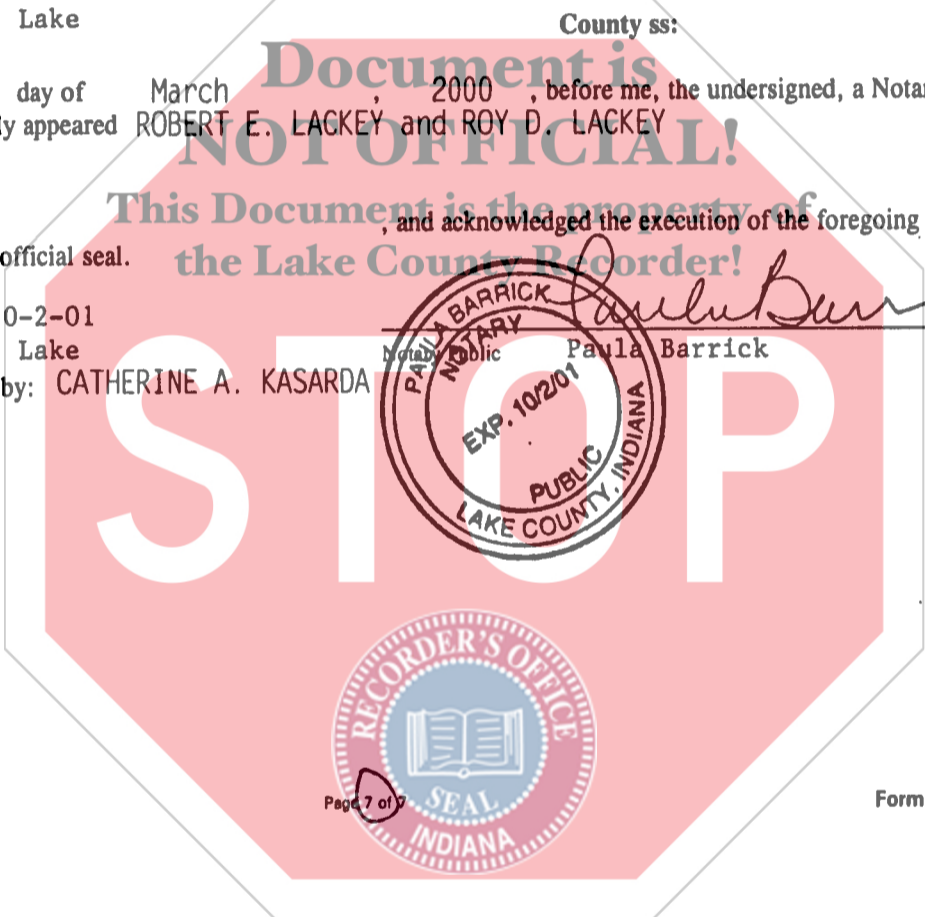 Lake County ss:
Document is
day of March , 2000 , before me, the undersigned, a Notar
y appeared ROBERT E. LACKEY and ROY D. LACKEY
NOT OFFICIAL!
This Document is the property of
, and acknowledged the execution of the foregoing
the Lake County Recorder!
official seal.
0-2-01
Paula Barr
Lake Notary Public Paula Barrick
by: CATHERINE A. KASARDA
PAULA BARRICK
NOTARY
EXP. 10/2/01
PUBLIC
LAKE COUNTY, INDIANA
STOP
RECORDER'S OFFICE
SEAL
INDIANA
Page 7 of 7
Form